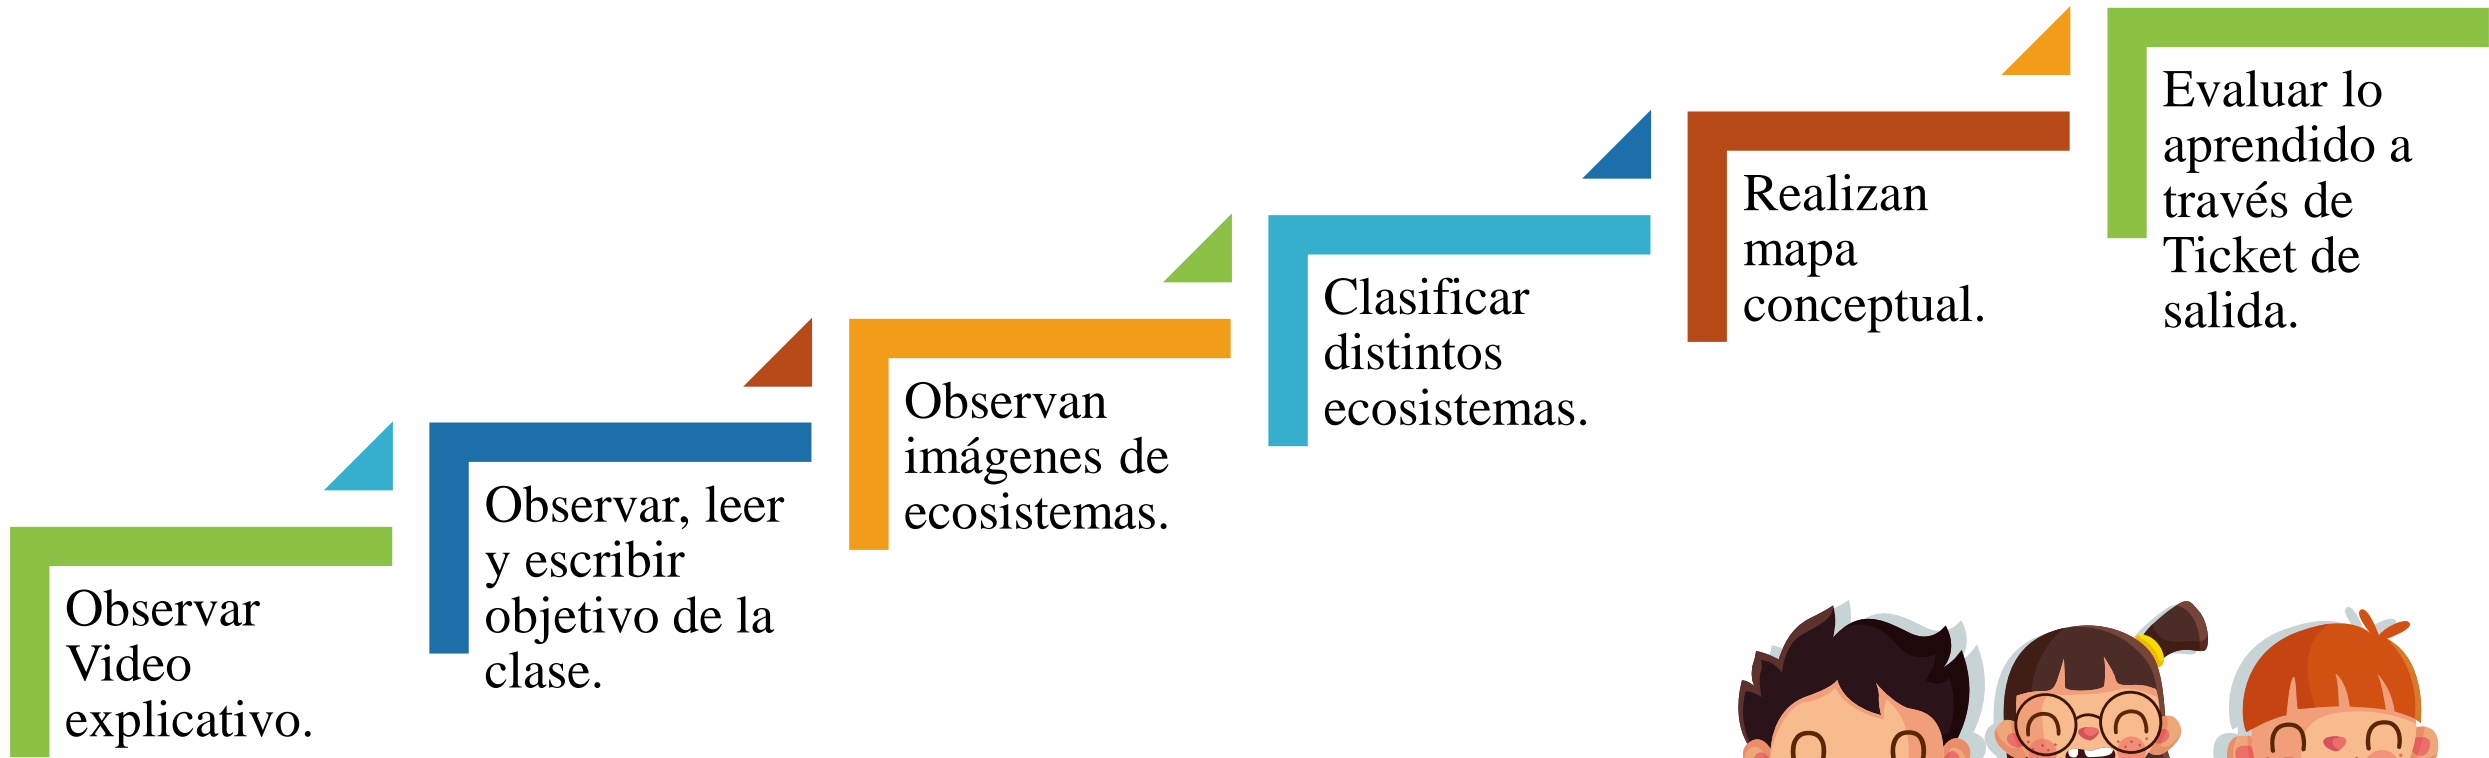 Observar
Video
explicativo.
Observar, leer
y escribir
objetivo de la
clase.
Observan
imágenes de
ecosistemas.
Clasificar
distintos
ecosistemas.
Realizan
mapa
conceptual.
Evaluar lo
aprendido a
través de
Ticket de
salida.